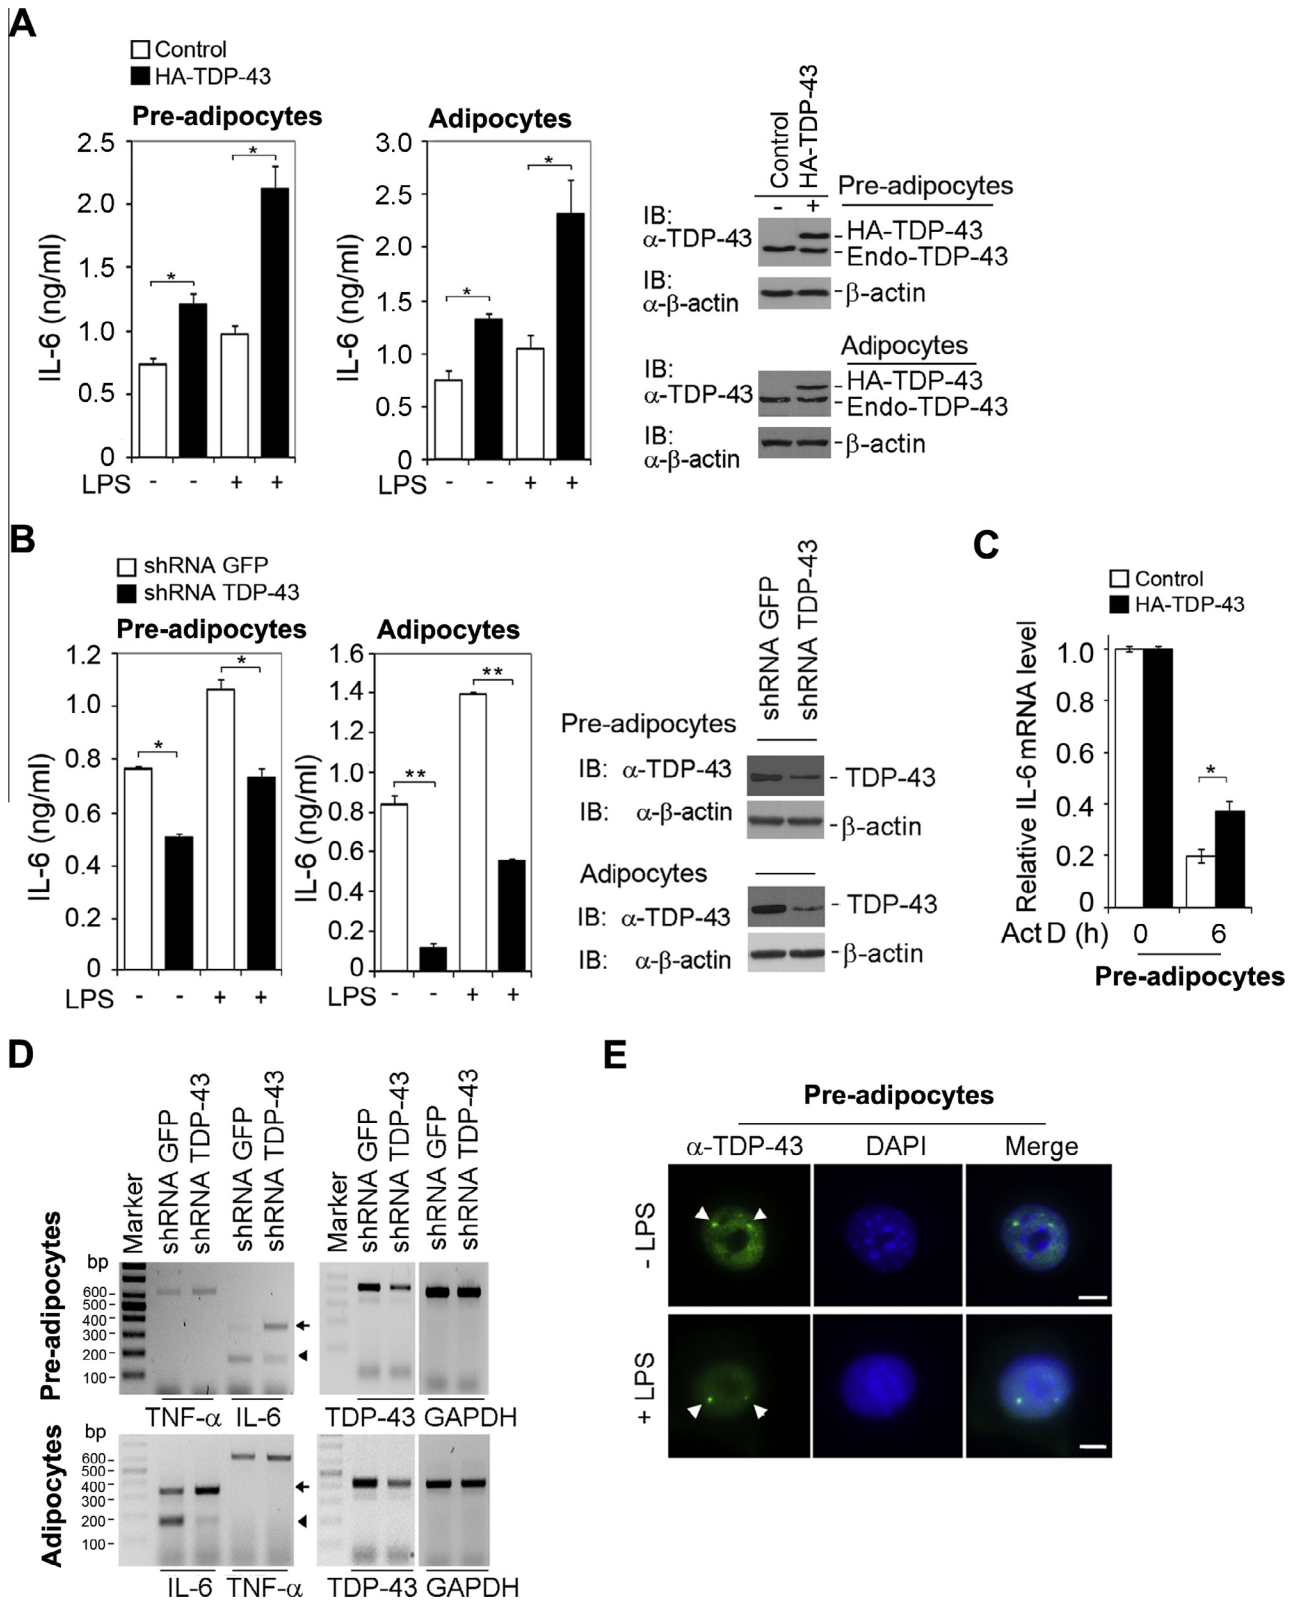 A
Control
HA-TDP-43
Pre-adipocytes
IL-6 (ng/ml)
2.5
2.0
1.5
1.0
0.5
0
*
*
LPS - - + +
Adipocytes
IL-6 (ng/ml)
3.0
2.5
2.0
1.5
1.0
0.5
0
*
*
LPS - - + +
Control
HA-TDP-43
- +
Pre-adipocytes
IB:
α-TDP-43
-HA-TDP-43
-Endo-TDP-43
IB:
α-β-actin
-β-actin
Adipocytes
IB:
α-TDP-43
-HA-TDP-43
-Endo-TDP-43
IB:
α-β-actin
-β-actin
B
shRNA GFP
shRNA TDP-43
Pre-adipocytes
IL-6 (ng/ml)
1.2
1.0
0.8
0.6
0.4
0.2
0
*
*
LPS - - + +
Adipocytes
IL-6 (ng/ml)
1.6
1.4
1.2
1.0
0.8
0.6
0.4
0.2
0
**
**
LPS - - + +
shRNA GFP
shRNA TDP-43
Pre-adipocytes
IB: α-TDP-43
- TDP-43
IB: α-β-actin
-β-actin
Adipocytes
IB: α-TDP-43
- TDP-43
IB: α-β-actin
-β-actin
C
Control
HA-TDP-43
Relative IL-6 mRNA level
1.0
0.8
0.6
0.4
0.2
0
*
Act D (h) 0 6
Pre-adipocytes
D
Marker
shRNA GFP
shRNA TDP-43
shRNA GFP
shRNA TDP-43
Marker
shRNA GFP
shRNA TDP-43
shRNA GFP
shRNA TDP-43
Pre-adipocytes
bp
600-
500-
400-
300-
200-
100-
TNF-α IL-6 TDP-43 GAPDH
Adipocytes
bp
600-
500-
400-
300-
200-
100-
IL-6 TNF-α TDP-43 GAPDH
E
Pre-adipocytes
α-TDP-43 DAPI Merge
- LPS
+ LPS